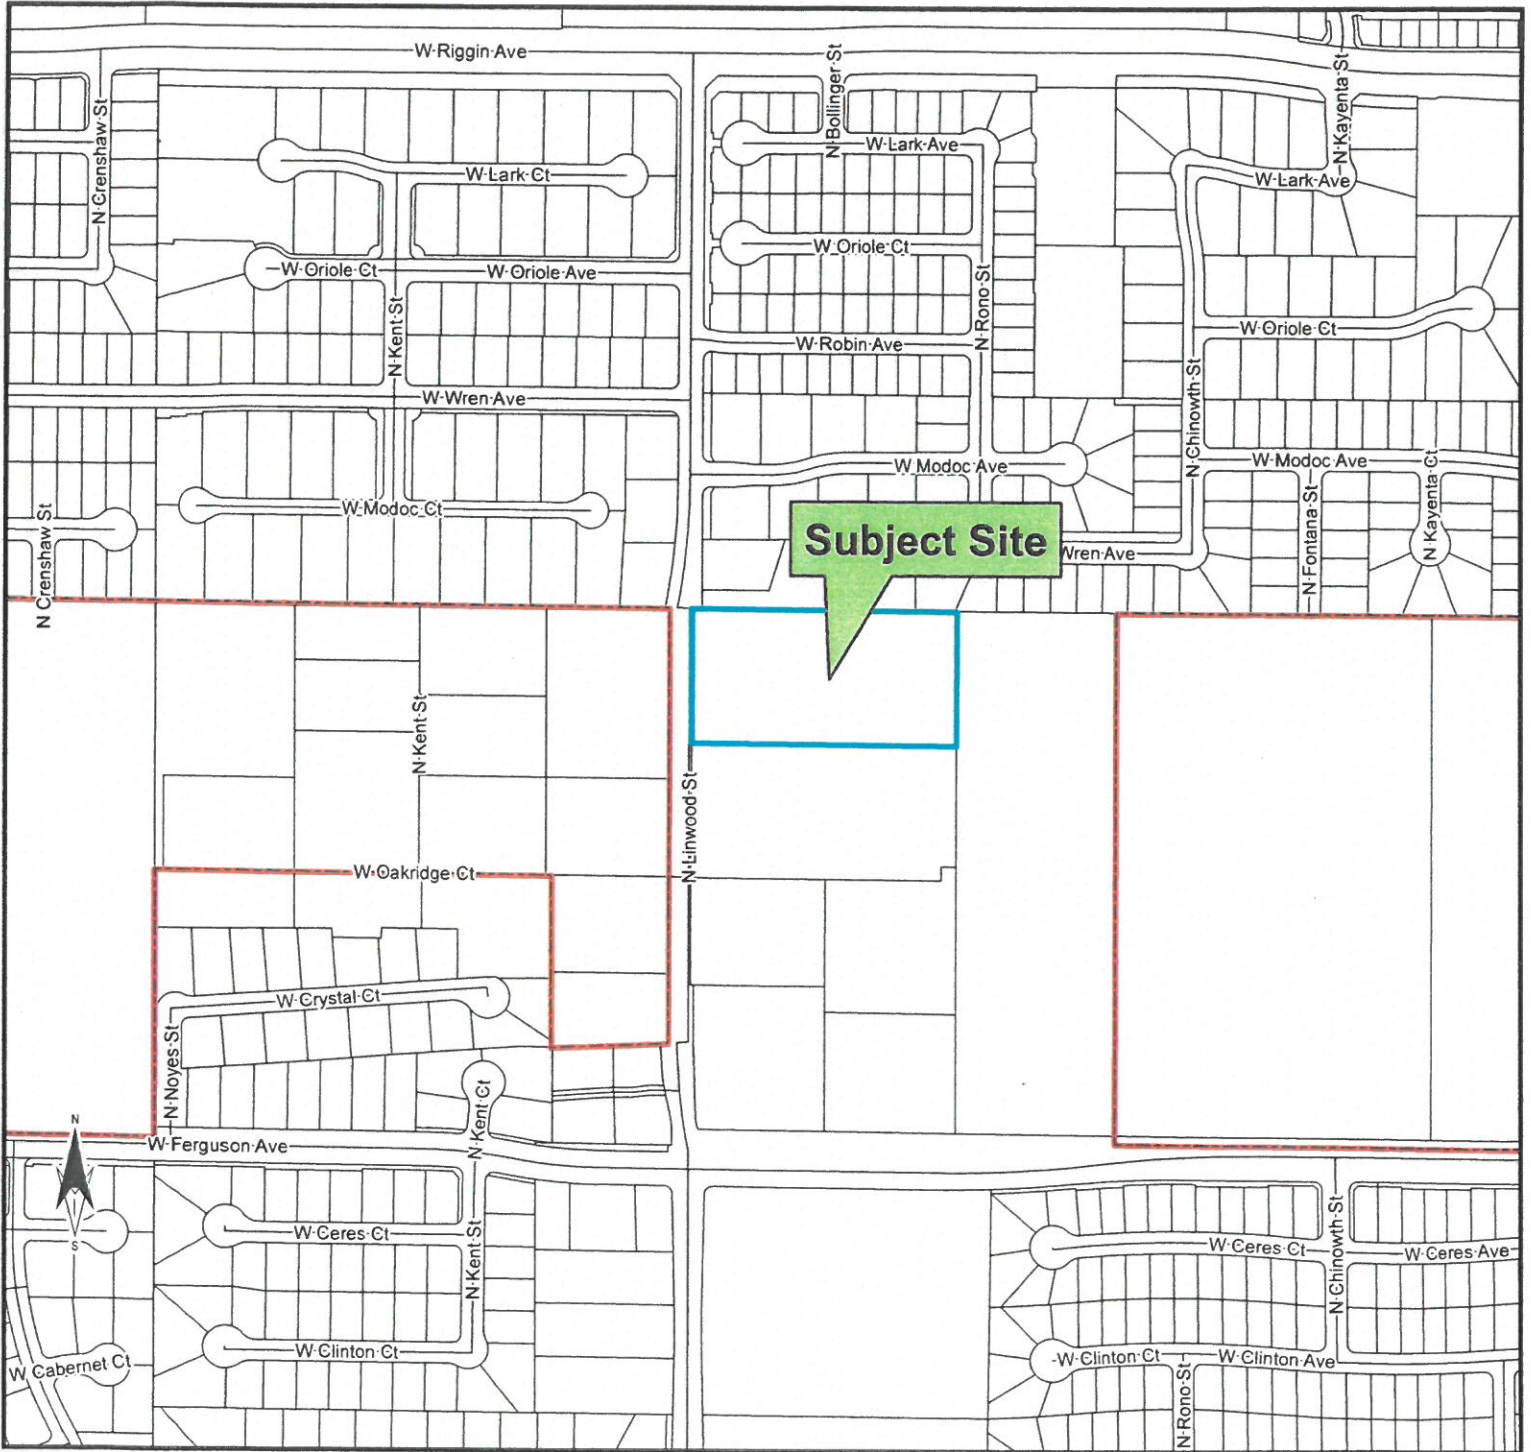 W Riggin Ave
N Crenshaw St
N Bollinger St
N Kayenta St
W Lark Ave
W Lark Ct
W Lark Ave
W Oriole Ct
W Oriole Ct
W Oriole Ave
N Kent St
N Rono St
W Oriole Ct
W Robin Ave
N Chinowth St
W Wren Ave
W Modoc Ave
W Modoc Ave
N Kayenta Ct
W Modoc Ct
N Crenshaw St
N Fontana St
Subject Site
Wren Ave
N Kent St
N Linwood St
W Oakridge Ct
W Crystal Ct
N Noyes St
N Kent Ct
N
W Ferguson Ave
S
W Ceres Ct
N Kent St
W Ceres Ct
N Chinowth St
W Ceres Ave
W Clinton Ct
W Cabernet Ct
W Clinton Ct
W Clinton Ave
N Rono St